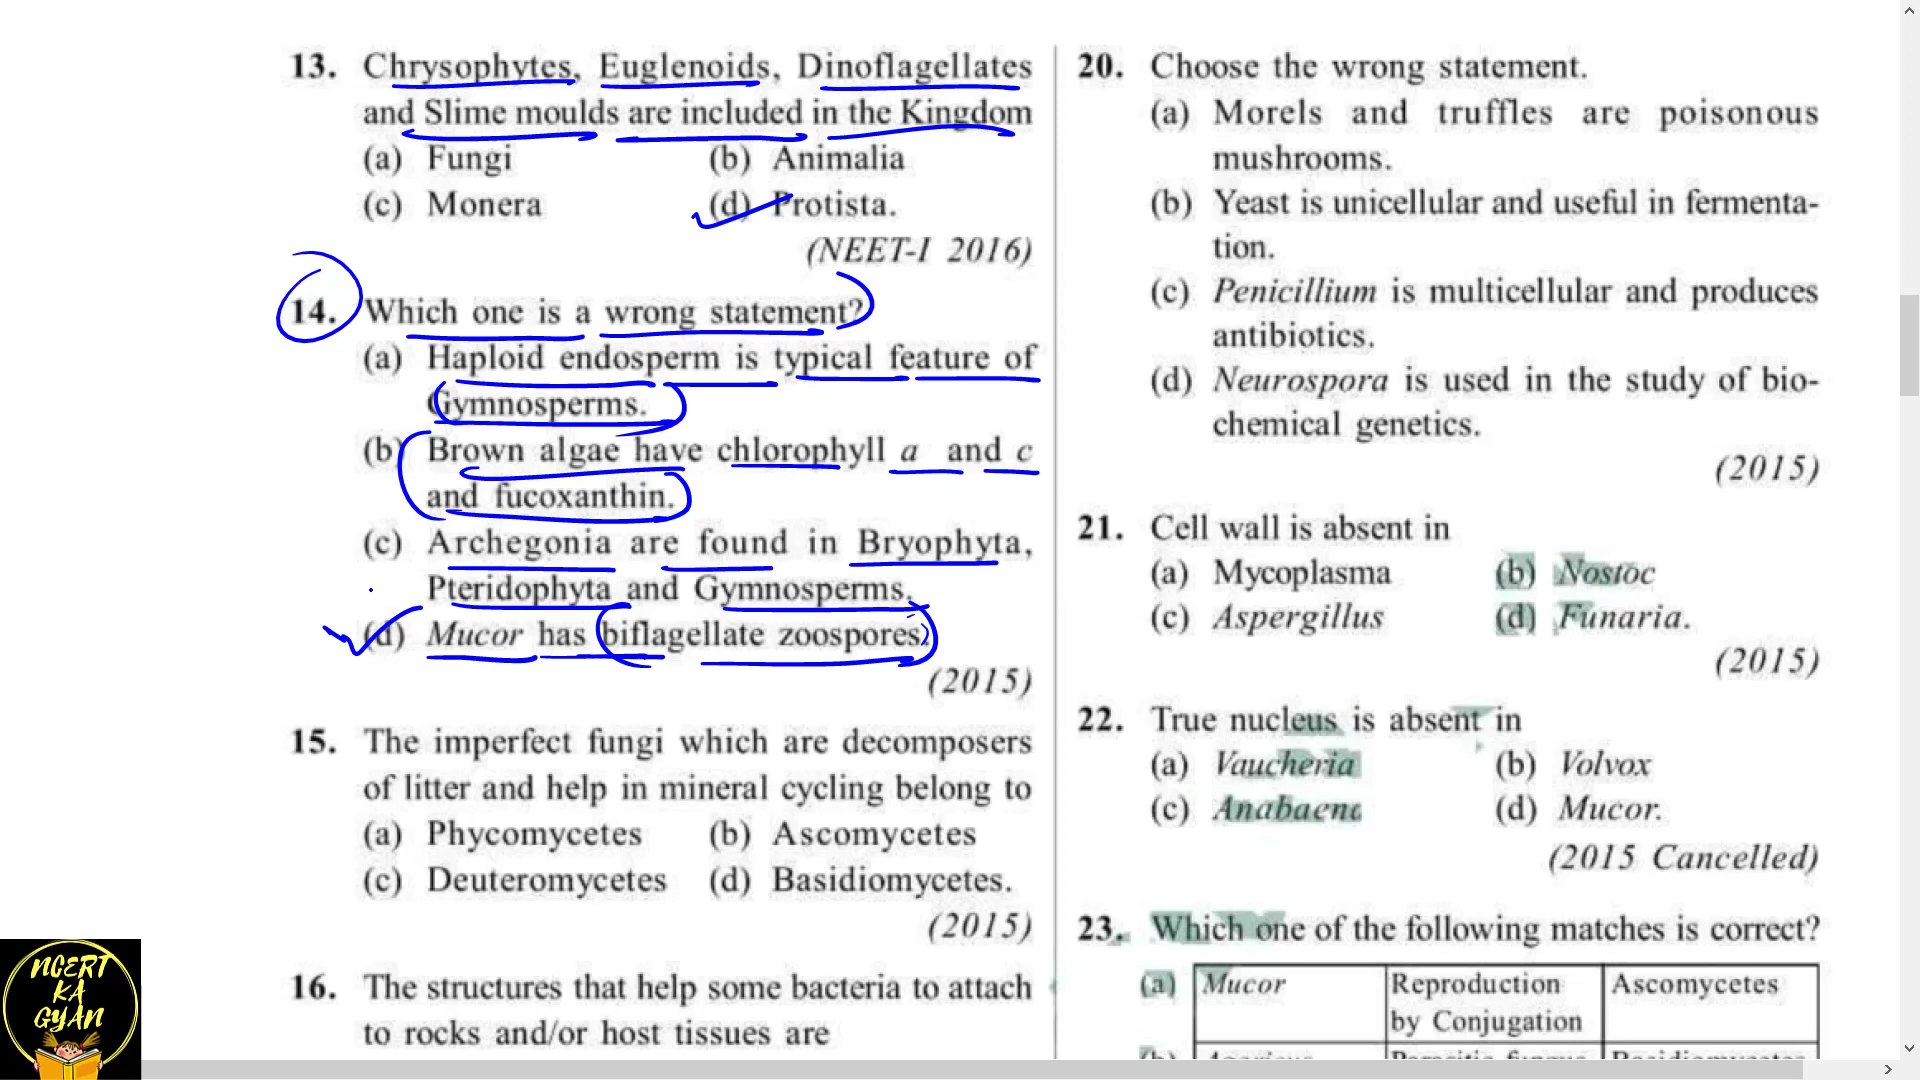 13. Chrysophytes, Euglenoids, Dinoflagellates
and Slime moulds are included in the Kingdom
(a) Fungi (b) Animalia
(c) Monera (d) Protista.
(NEET-I 2016)
14. Which one is a wrong statement?
(a) Haploid endosperm is typical feature of
Gymnosperms.
(b) Brown algae have chlorophyll a and c
and fucoxanthin.
(c) Archegonia are found in Bryophyta,
Pteridophyta and Gymnosperms.
(d) Mucor has biflagellate zoospores.
(2015)
15. The imperfect fungi which are decomposers
of litter and help in mineral cycling belong to
(a) Phycomycetes (b) Ascomycetes
(c) Deuteromycetes (d) Basidiomycetes.
(2015)
16. The structures that help some bacteria to attach
to rocks and/or host tissues are
20. Choose the wrong statement.
(a) Morels and truffles are poisonous
mushrooms.
(b) Yeast is unicellular and useful in fermenta-
tion.
(c) Penicillium is multicellular and produces
antibiotics.
(d) Neurospora is used in the study of bio-
chemical genetics.
(2015)
21. Cell wall is absent in
(a) Mycoplasma (b) Nostoc
(c) Aspergillus (d) Funaria.
(2015)
22. True nucleus is absent in
(a) Vaucheria (b) Volvox
(c) Anabaena (d) Mucor.
(2015 Cancelled)
23. Which one of the following matches is correct?
(a) Mucor Reproduction Ascomycetes
by Conjugation
NCERT
KA
GYAN